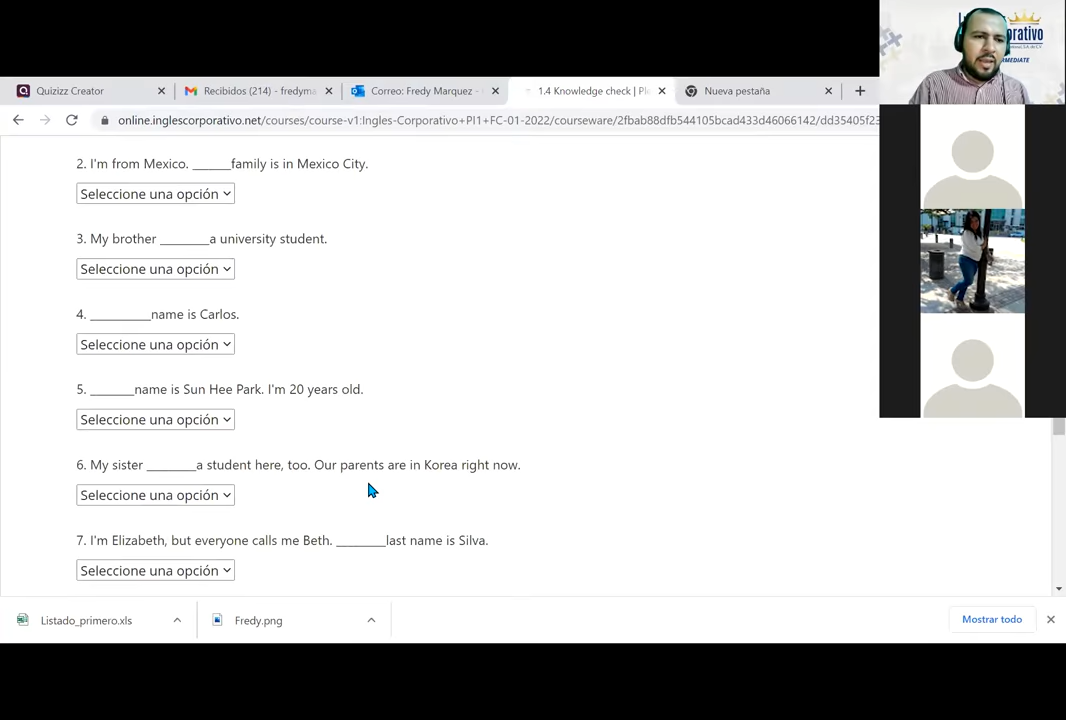 Quizizz Creator
Recibidos (214) - fredyma
Correo: Fredy Marquez -
1.4 Knowledge check | Ple
Nueva pestaña
online.inglescorporativo.net/courses/course-v1:Ingles-Corporativo+PI1+FC-01-2022/courseware/2fbab88dfb544105bcad433d46066142/dd35405f23
orativo
MEDIATE
2. I'm from Mexico. ______family is in Mexico City.
Seleccione una opción
3. My brother ________a university student.
Seleccione una opción
4. __________name is Carlos.
Seleccione una opción
5. _______name is Sun Hee Park. I'm 20 years old.
Seleccione una opción
6. My sister ________a student here, too. Our parents are in Korea right now.
Seleccione una opción
7. I'm Elizabeth, but everyone calls me Beth. ________last name is Silva.
Seleccione una opción
Listado_primero.xls
Fredy.png
Mostrar todo